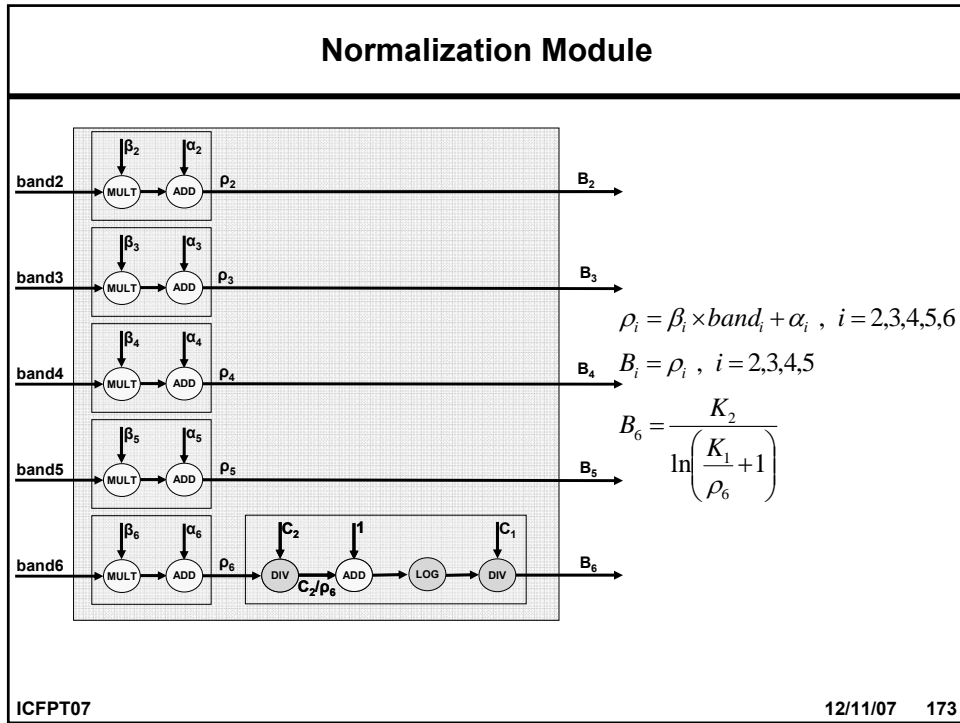 Normalization Module
β₂ α₂
band2 MULT ADD ρ₂ B₂
β₃ α₃
band3 MULT ADD ρ₃ B₃
β₄ α₄
band4 MULT ADD ρ₄ B₄
β₅ α₅
band5 MULT ADD ρ₅ B₅
β₆ α₆ C₂ 1 C₁
band6 MULT ADD ρ₆ DIV C₂/ρ₆ ADD LOG DIV B₆
ρᵢ = βᵢ × bandᵢ + αᵢ , i = 2,3,4,5,6
Bᵢ = ρᵢ , i = 2,3,4,5
B₆ = K₂ / ln(K₁/ρ₆ + 1)
ICFPT07 12/11/07 173